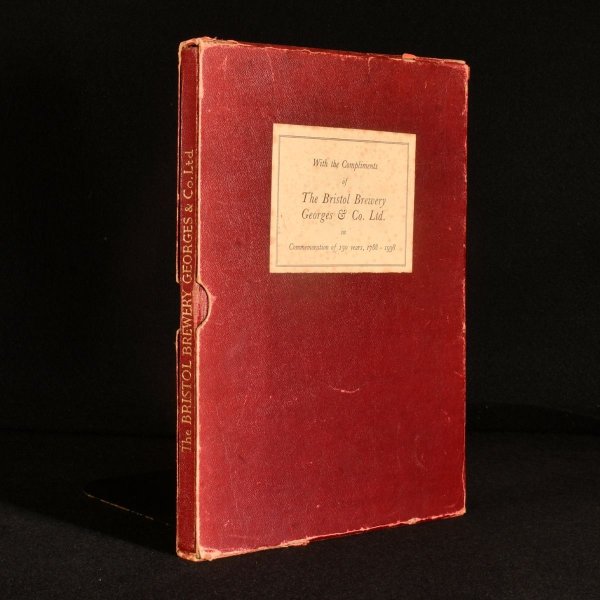 With the Compliments
of
The Bristol Brewery
Georges & Co. Ltd.
in
Commemoration of 150 years, 1788 - 1938
The BRISTOL BREWERY GEORGES & Co. Ltd